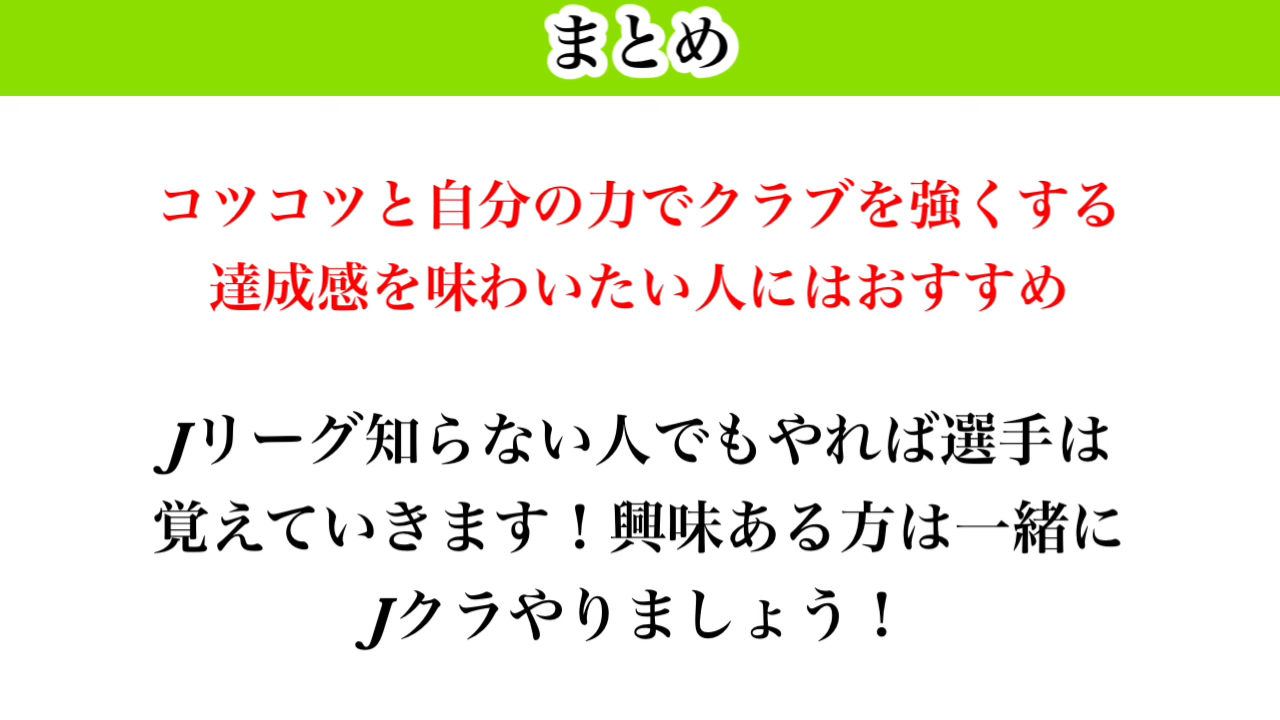 まとめ
コツコツと自分の力でクラブを強くする
達成感を味わいたい人にはおすすめ
Jリーグ知らない人でもやれば選手は
覚えていきます！興味ある方は一緒に
Jクラやりましょう！